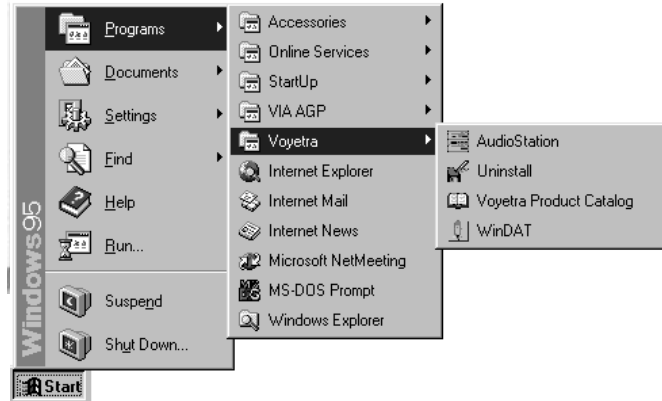 Programs
Documents
Settings
Find
Help
Run...
Suspend
Shut Down...
Windows95
Start
Accessories
Online Services
StartUp
VIA AGP
Voyetra
Internet Explorer
Internet Mail
Internet News
Microsoft NetMeeting
MS-DOS Prompt
Windows Explorer
AudioStation
Uninstall
Voyetra Product Catalog
WinDAT